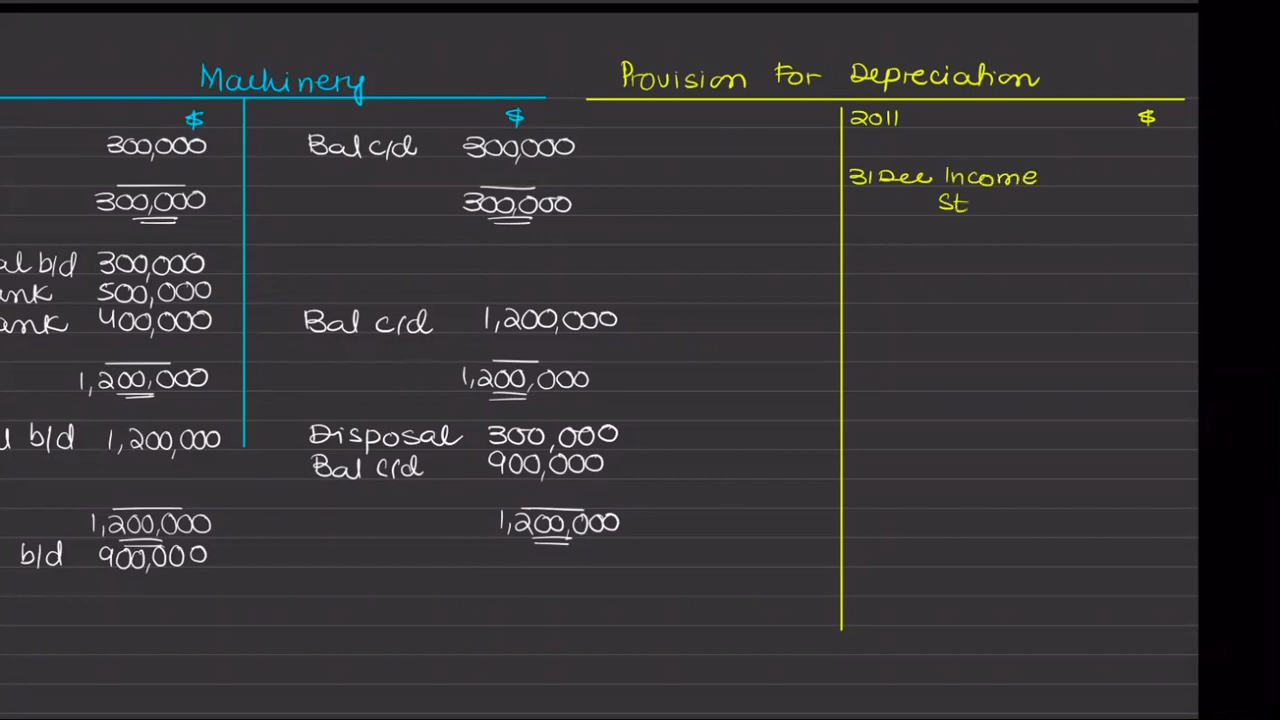 Machinery
Provision For Depreciation
$
$
2011
$
300,000
Bal c/d
300,000
31 Dec Income
St
300,000
300,000
al b/d 300,000
ank 500,000
ank 400,000
Bal c/d
1,200,000
1,200,000
1,200,000
b/d
1,200,000
Disposal 300,000
Bal c/d
900,000
1,200,000
1,200,000
b/d
900,000